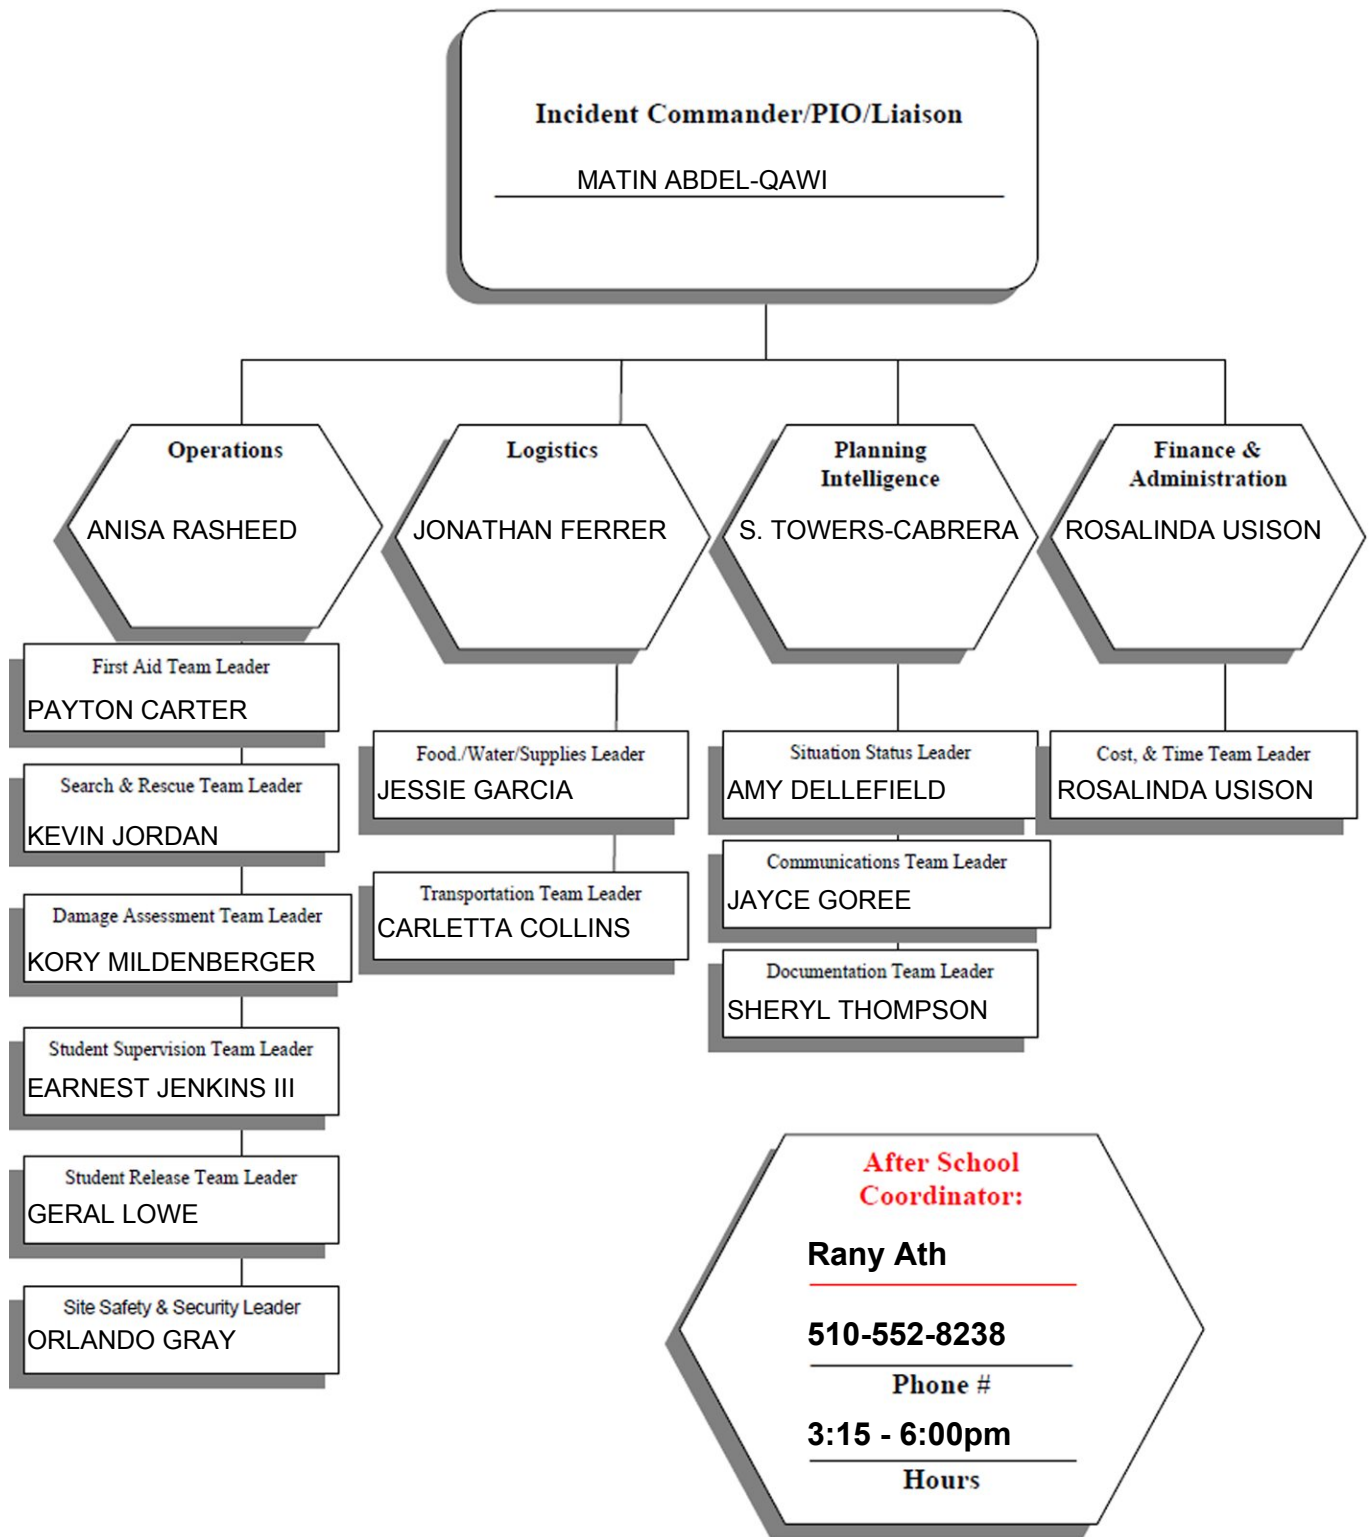 Incident Commander/PIO/Liaison
MATIN ABDEL-QAWI
Operations
ANISA RASHEED
Logistics
JONATHAN FERRER
Planning
Intelligence
S. TOWERS-CABRERA
Finance &
Administration
ROSALINDA USISON
First Aid Team Leader
PAYTON CARTER
Search & Rescue Team Leader
KEVIN JORDAN
Damage Assessment Team Leader
KORY MILDENBERGER
Student Supervision Team Leader
EARNEST JENKINS III
Student Release Team Leader
GERAL LOWE
Site Safety & Security Leader
ORLANDO GRAY
Food./Water/Supplies Leader
JESSIE GARCIA
Transportation Team Leader
CARLETTA COLLINS
Situation Status Leader
AMY DELLEFIELD
Communications Team Leader
JAYCE GOREE
Documentation Team Leader
SHERYL THOMPSON
Cost, & Time Team Leader
ROSALINDA USISON
After School
Coordinator:
Rany Ath
510-552-8238
Phone #
3:15 - 6:00pm
Hours